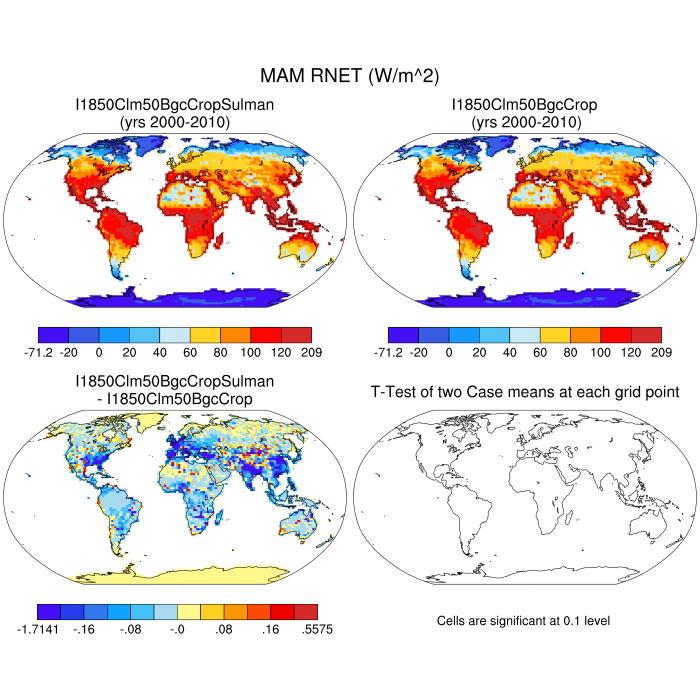 MAM RNET (W/m^2)
I1850Clm50BgcCropSulman
(yrs 2000-2010)
I1850Clm50BgcCrop
(yrs 2000-2010)
-71.2 -20 0 20 40 60 80 100 120 209
-71.2 -20 0 20 40 60 80 100 120 209
I1850Clm50BgcCropSulman
- I1850Clm50BgcCrop
T-Test of two Case means at each grid point
-1.7141 -.16 -.08 -.0 .08 .16 .5575
Cells are significant at 0.1 level